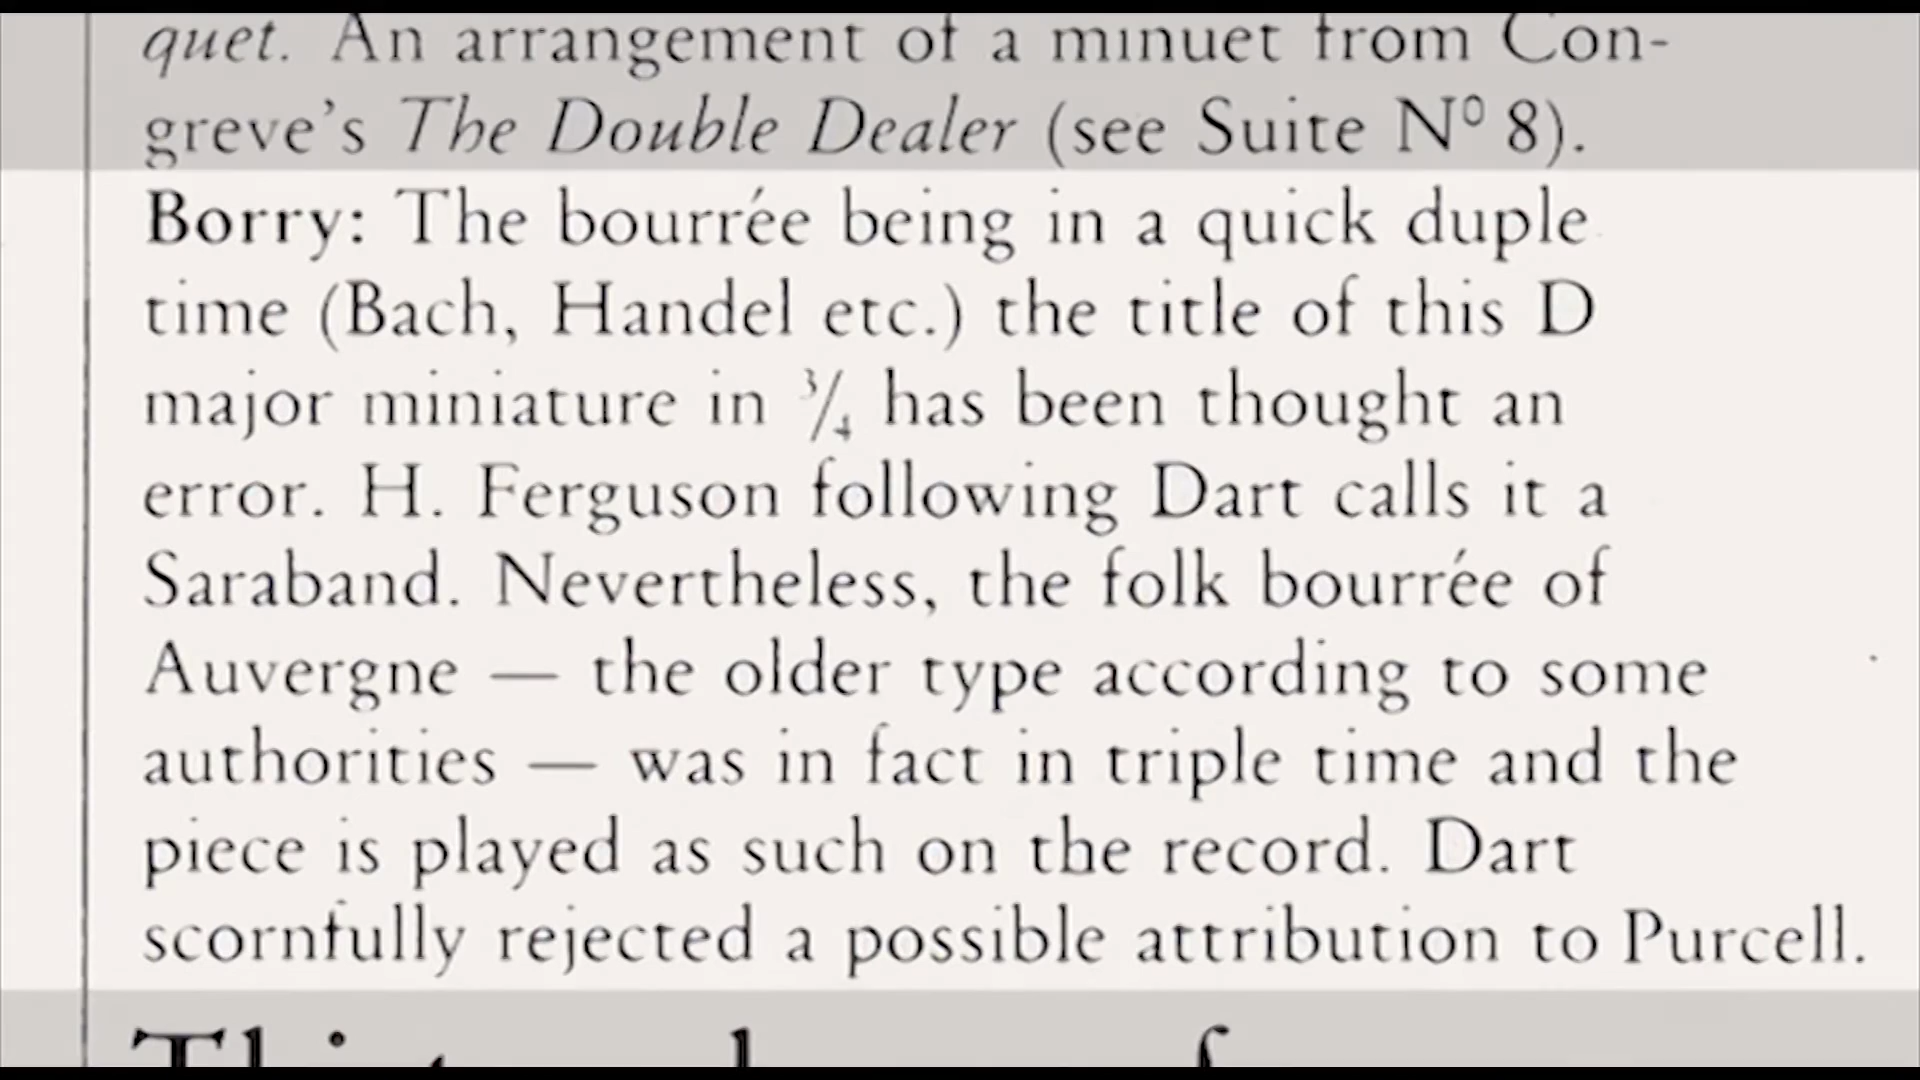 quet. An arrangement of a minuet from Con-
greve's The Double Dealer (see Suite Nº 8).
Borry: The bourrée being in a quick duple
time (Bach, Handel etc.) the title of this D
major miniature in 3/4 has been thought an
error. H. Ferguson following Dart calls it a
Saraband. Nevertheless, the folk bourrée of
Auvergne — the older type according to some
authorities — was in fact in triple time and the
piece is played as such on the record. Dart
scornfully rejected a possible attribution to Purcell.